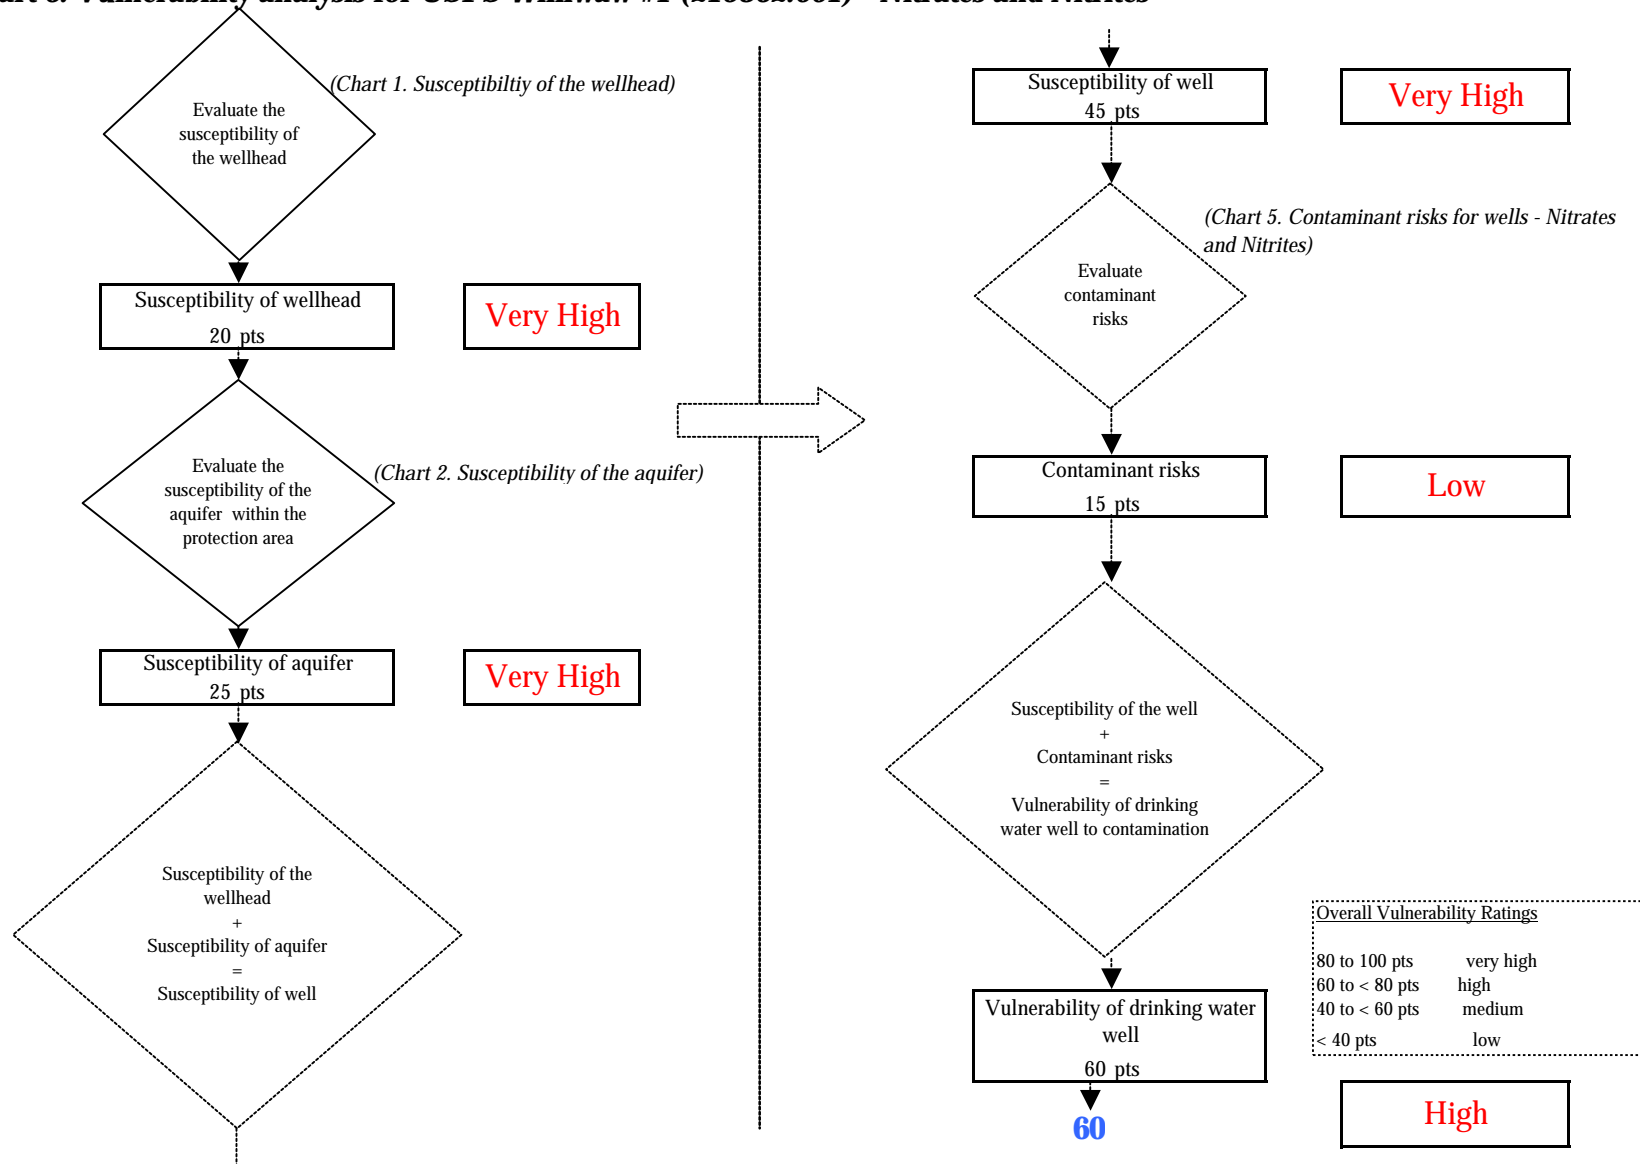 Vulnerability analysis for
Nitrates and Nitrites
(Chart 1. Susceptibiltiy of the wellhead)
Evaluate the
susceptibility of
the wellhead
Susceptibility of wellhead
20 pts
Very High
Evaluate the
susceptibility of the
aquifer within the
protection area
(Chart 2. Susceptibility of the aquifer)
Susceptibility of aquifer
25 pts
Very High
Susceptibility of the
wellhead
+
Susceptibility of aquifer
=
Susceptibility of well
Susceptibility of well
45 pts
Very High
(Chart 5. Contaminant risks for wells - Nitrates
and Nitrites)
Evaluate
contaminant
risks
Contaminant risks
15 pts
Low
Susceptibility of the well
+
Contaminant risks
=
Vulnerability of drinking
water well to contamination
Overall Vulnerability Ratings
80 to 100 pts very high
60 to < 80 pts high
40 to < 60 pts medium
< 40 pts low
Vulnerability of drinking water
well
60 pts
60
High